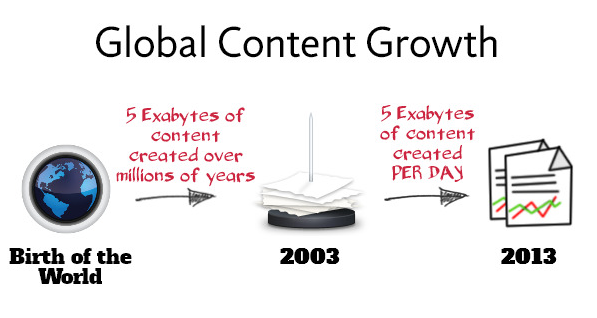 Global Content Growth
5 Exabytes of
content
created over
millions of years
5 Exabytes
of content
created
PER DAY
Birth of the
World
2003
2013